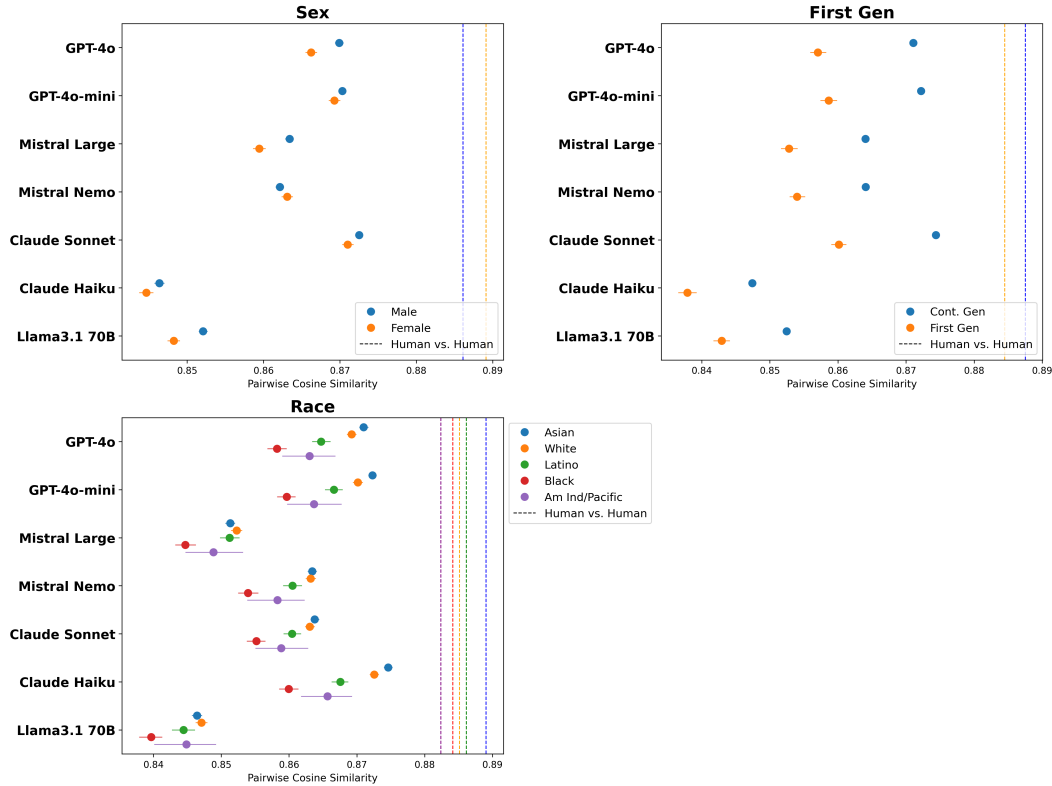 Sex
GPT-4o
GPT-4o-mini
Mistral Large
Mistral Nemo
Claude Sonnet
Claude Haiku
Llama3.1 70B
Male
Female
Human vs. Human
0.85 0.86 0.87 0.88 0.89
Pairwise Cosine Similarity
First Gen
GPT-4o
GPT-4o-mini
Mistral Large
Mistral Nemo
Claude Sonnet
Claude Haiku
Llama3.1 70B
Cont. Gen
First Gen
Human vs. Human
0.84 0.85 0.86 0.87 0.88 0.89
Pairwise Cosine Similarity
Race
GPT-4o
GPT-4o-mini
Mistral Large
Mistral Nemo
Claude Sonnet
Claude Haiku
Llama3.1 70B
0.84 0.85 0.86 0.87 0.88 0.89
Pairwise Cosine Similarity
Asian
White
Latino
Black
Am Ind/Pacific
Human vs. Human